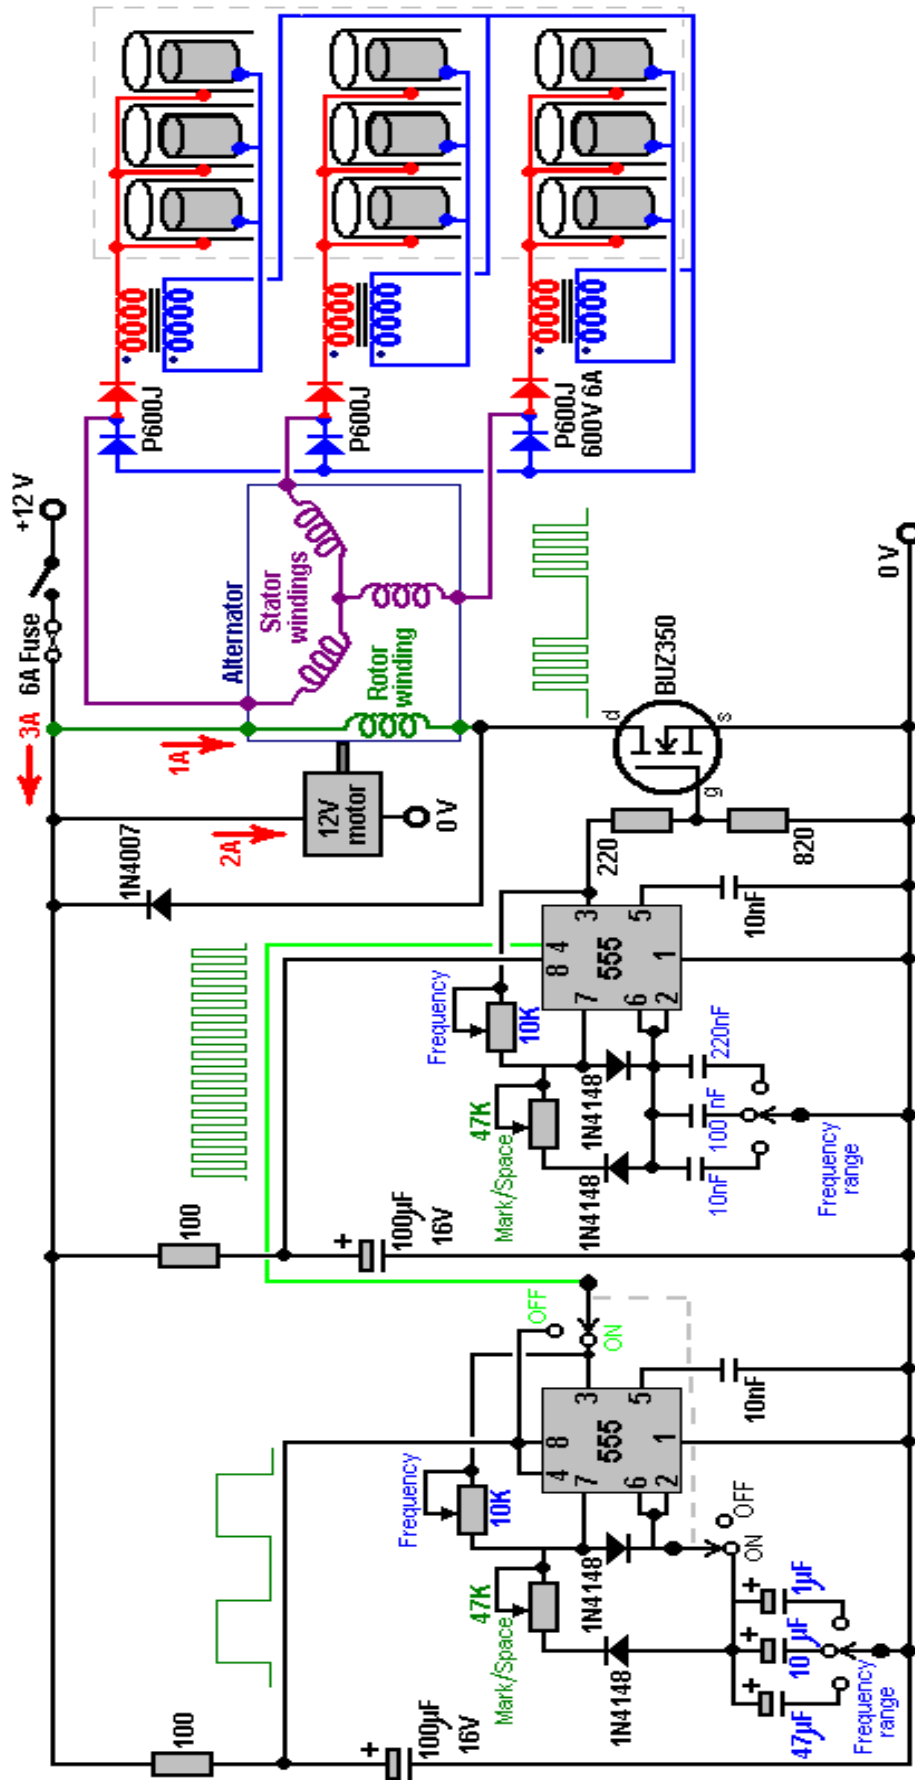 +12 V
6A Fuse
3A
1A
2A
12V
motor
0 V
1N4007
Alternator
Stator
windings
Rotor
winding
P600J
P600J
P600J
600V 6A
BUZ350
d
g
s
220
820
0 V
100
100µF
16V
Frequency
10K
47K
Mark/Space
1N4148
1N4148
555
8
4
3
7
6
2
5
1
10nF
10nF
100 nF
220nF
Frequency
range
100
100µF
16V
Frequency
10K
47K
Mark/Space
1N4148
1N4148
555
4
8
3
7
6
2
5
1
10nF
OFF
ON
OFF
ON
47µF
10 µF
1µF
Frequency
range
+
+
+
+
+